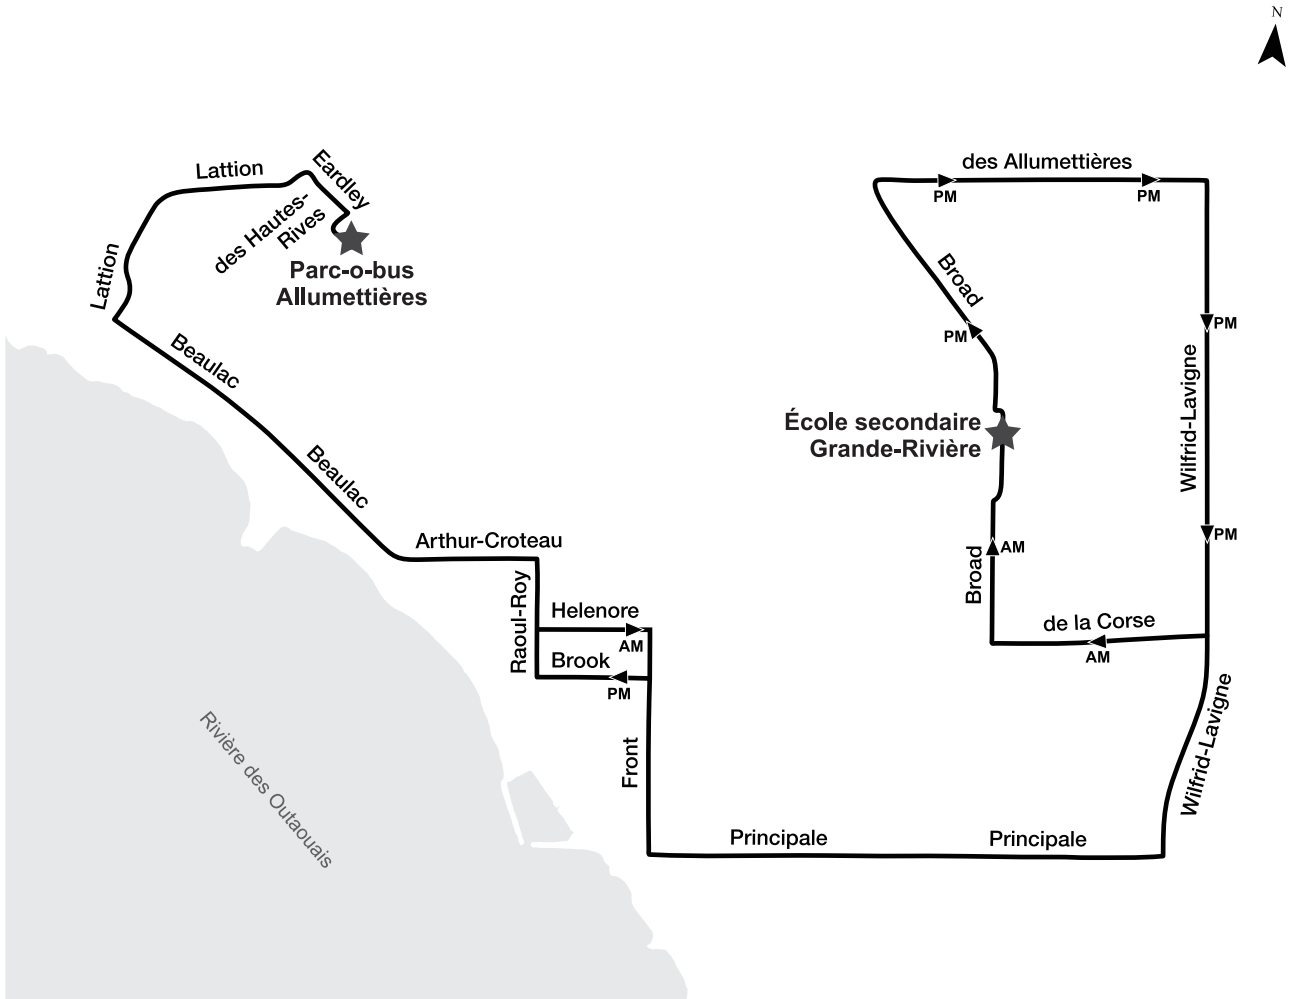 N
des Allumettières
PM
PM
Lattion
Eardley
des Hautes-
Rives
Parc-o-bus
Allumettières
Lattion
Beaulac
Beaulac
Broad
PM
PM
Wilfrid-Lavigne
École secondaire
Grande-Rivière
PM
Arthur-Croteau
AM
Broad
Raoul-Roy
Helenore
AM
Brook
PM
de la Corse
AM
Wilfrid-Lavigne
Front
Rivière des Outaouais
Principale
Principale